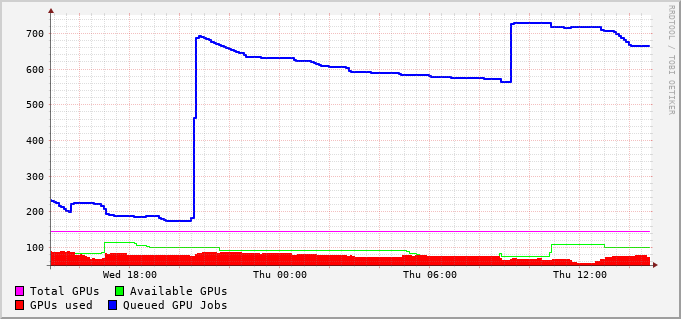 700
600
500
400
300
200
100
Wed 18:00 Thu 00:00 Thu 06:00 Thu 12:00
Total GPUs Available GPUs
GPUs used Queued GPU Jobs
RRDTOOL / TOBI OETIKER